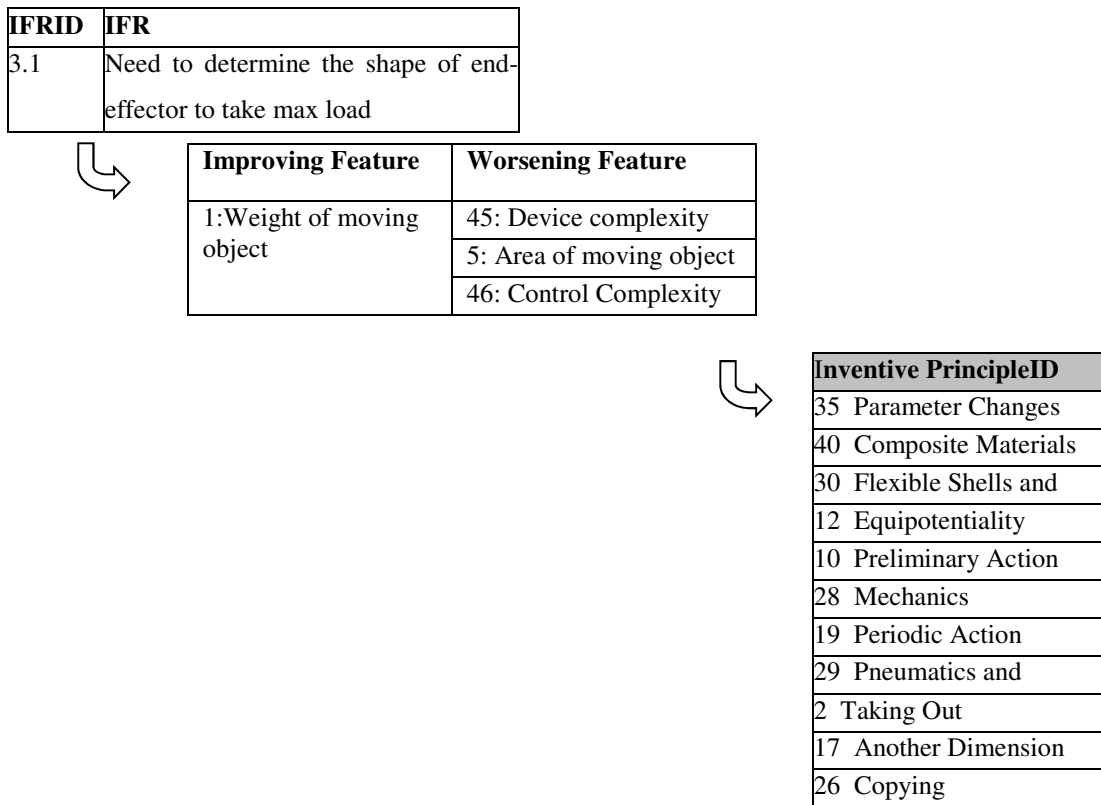 IFRID IFR
3.1 Need to determine the shape of end-
effector to take max load
Improving Feature Worsening Feature
1:Weight of moving
object
45: Device complexity
5: Area of moving object
46: Control Complexity
Inventive PrincipleID
35 Parameter Changes
40 Composite Materials
30 Flexible Shells and
12 Equipotentiality
10 Preliminary Action
28 Mechanics
19 Periodic Action
29 Pneumatics and
2 Taking Out
17 Another Dimension
26 Copying